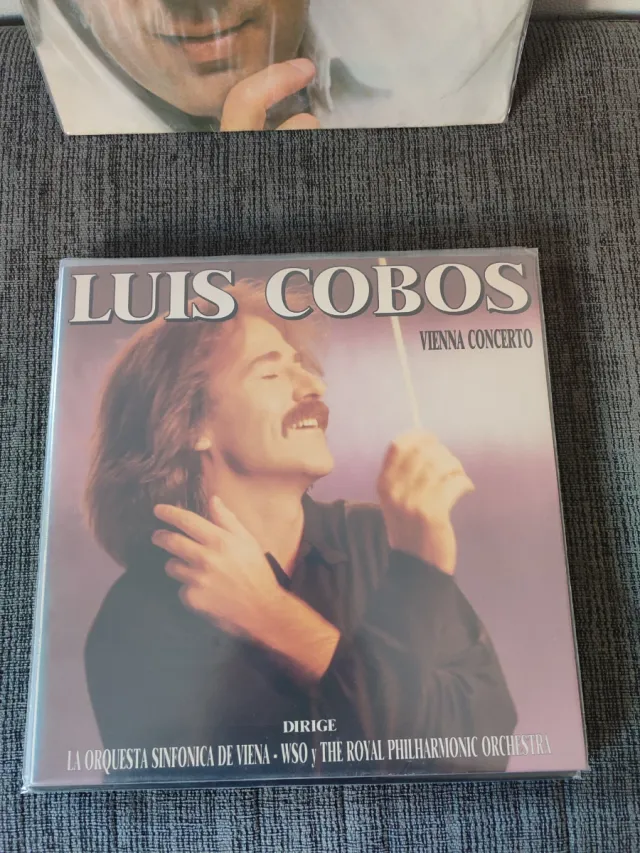 LUIS COBOS
VIENNA CONCERTO
DIRIGE
LA ORQUESTA SINFONICA DE VIENA - WSO y THE ROYAL PHILHARMONIC ORCHESTRA